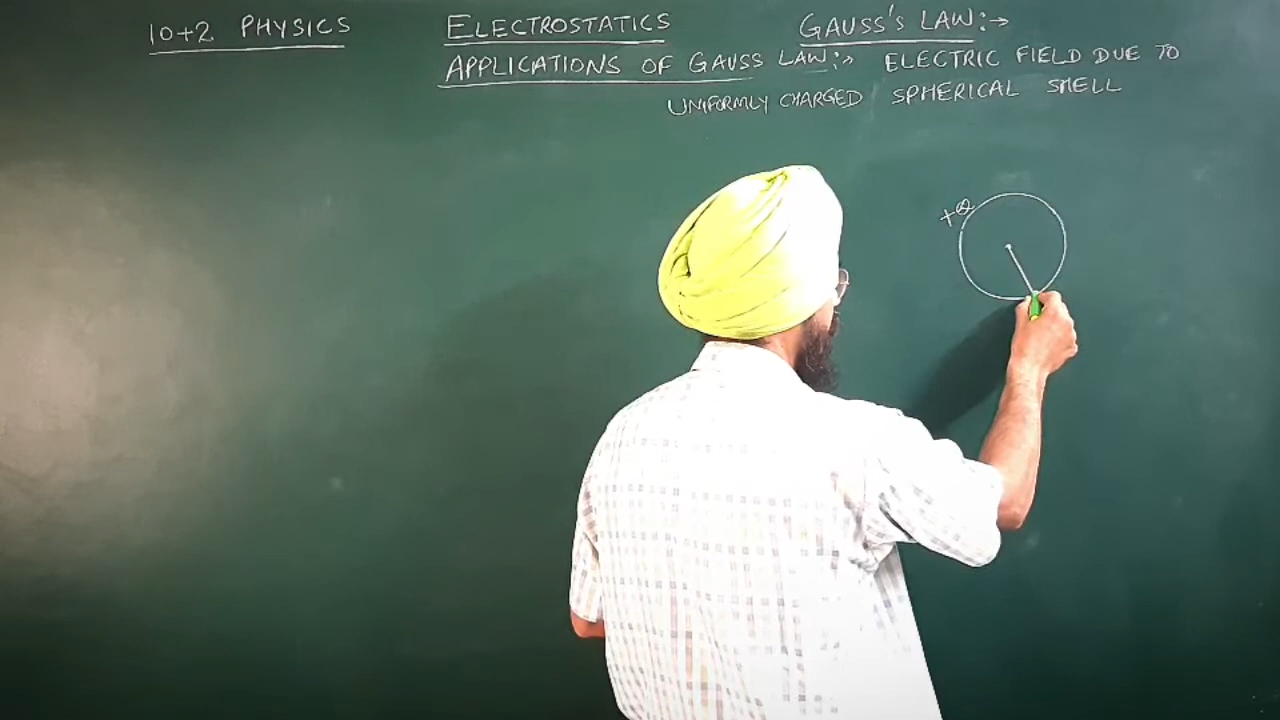 10+2 PHYSICS ELECTROSTATICS GAUSS'S LAW:→
APPLICATIONS OF GAUSS LAW:→ ELECTRIC FIELD DUE TO
UNIFORMLY CHARGED SPHERICAL SHELL
+Q